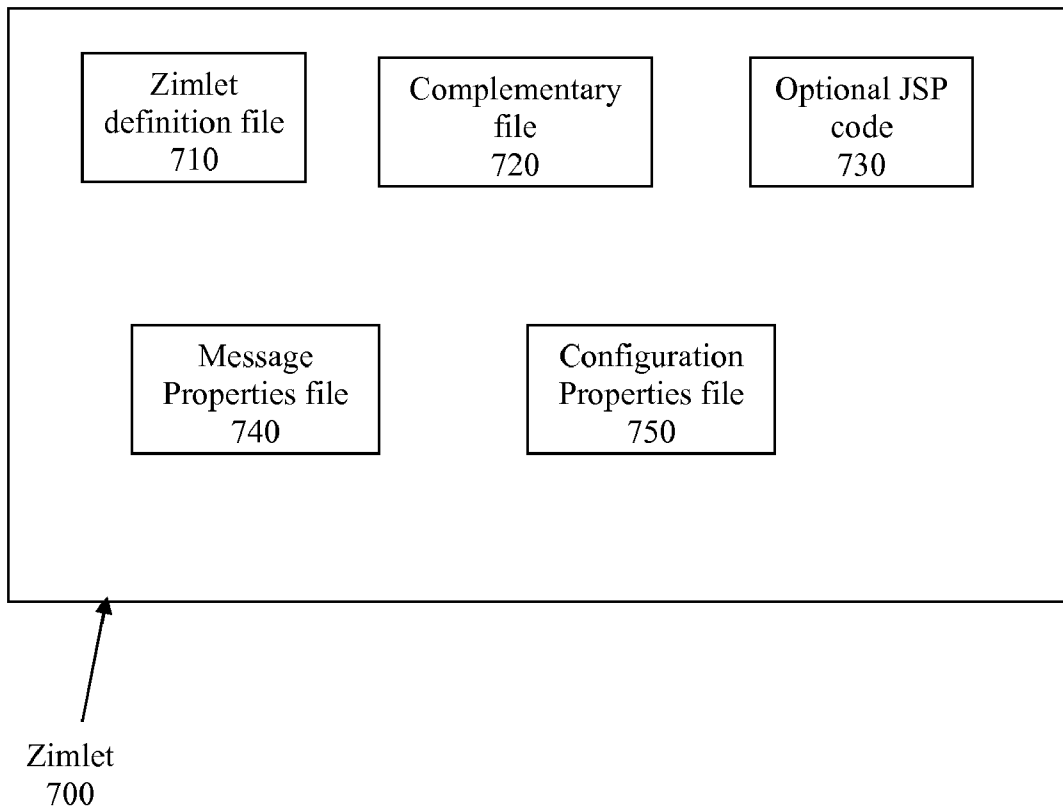 Zimlet
definition file
710
Complementary
file
720
Optional JSP
code
730
Message
Properties file
740
Configuration
Properties file
750
Zimlet
700